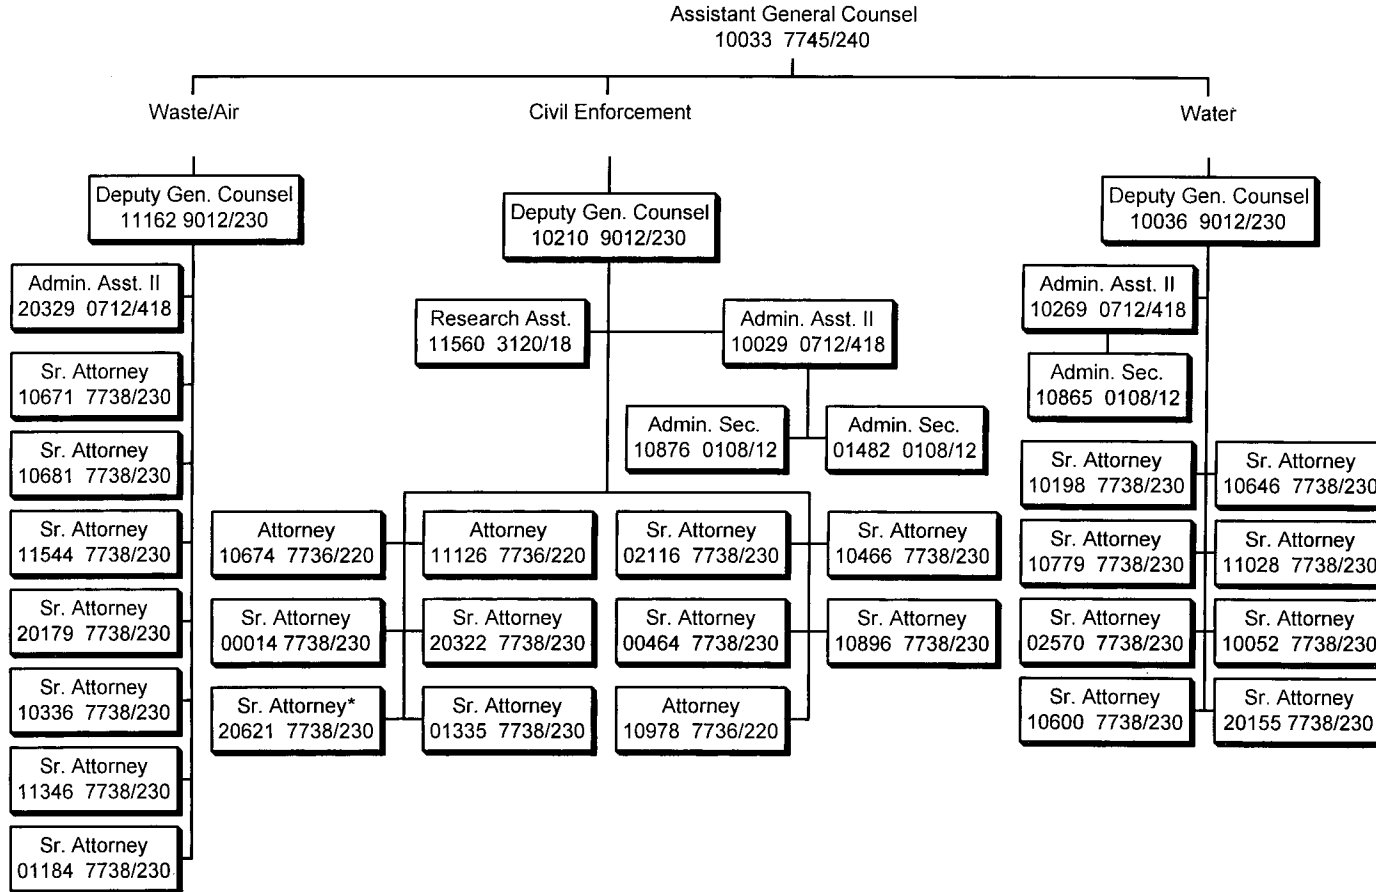 Assistant General Counsel
10033 7745/240
Waste/Air
Civil Enforcement
Water
Deputy Gen. Counsel
11162 9012/230
Admin. Asst. II
20329 0712/418
Sr. Attorney
10671 7738/230
Sr. Attorney
10681 7738/230
Sr. Attorney
11544 7738/230
Sr. Attorney
20179 7738/230
Sr. Attorney
10336 7738/230
Sr. Attorney
11346 7738/230
Sr. Attorney
01184 7738/230
Deputy Gen. Counsel
10210 9012/230
Research Asst.
11560 3120/18
Admin. Asst. II
10029 0712/418
Admin. Sec.
10876 0108/12
Admin. Sec.
01482 0108/12
Attorney
10674 7736/220
Attorney
11126 7736/220
Sr. Attorney
02116 7738/230
Sr. Attorney
10466 7738/230
Sr. Attorney
00014 7738/230
Sr. Attorney
20322 7738/230
Sr. Attorney
00464 7738/230
Sr. Attorney
10896 7738/230
Sr. Attorney*
20621 7738/230
Sr. Attorney
01335 7738/230
Attorney
10978 7736/220
Deputy Gen. Counsel
10036 9012/230
Admin. Asst. II
10269 0712/418
Admin. Sec.
10865 0108/12
Sr. Attorney
10198 7738/230
Sr. Attorney
10646 7738/230
Sr. Attorney
10779 7738/230
Sr. Attorney
11028 7738/230
Sr. Attorney
02570 7738/230
Sr. Attorney
10052 7738/230
Sr. Attorney
10600 7738/230
Sr. Attorney
20155 7738/230